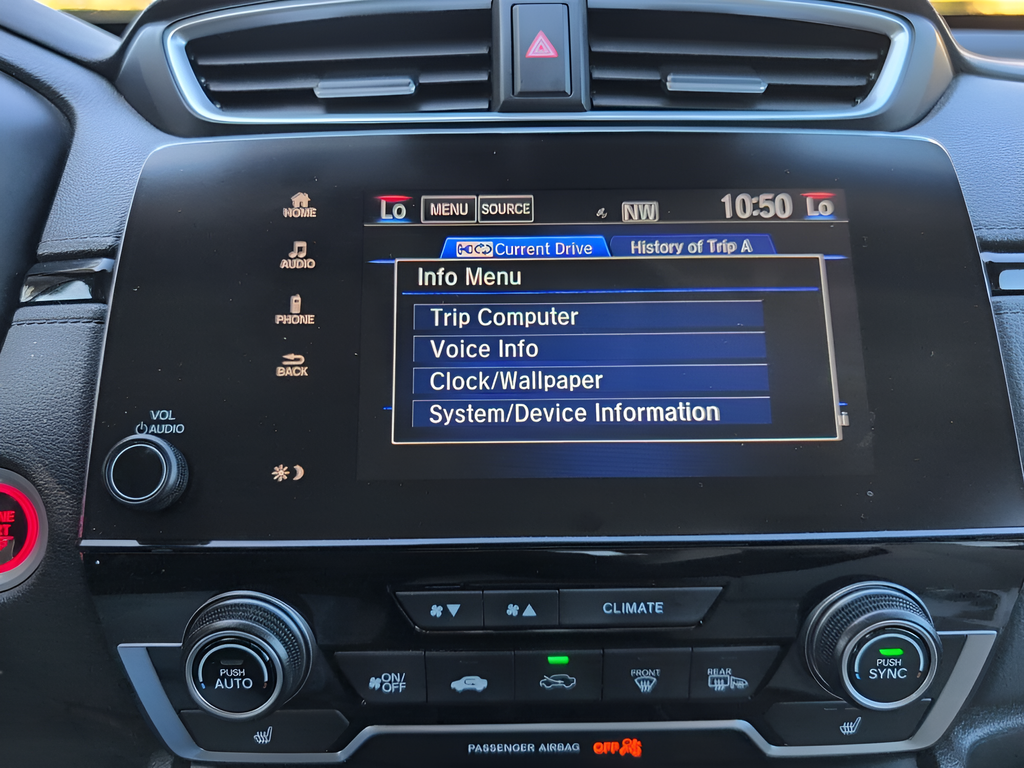 HOME
Lo MENU SOURCE NW 10:50 Lo
AUDIO
Current Drive History of Trip A
Info Menu
PHONE
Trip Computer
Voice Info
BACK
Clock/Wallpaper
System/Device Information
VOL
AUDIO
CLIMATE
PUSH
AUTO
ON/
OFF
FRONT
REAR
PUSH
SYNC
PASSENGER AIRBAG OFF